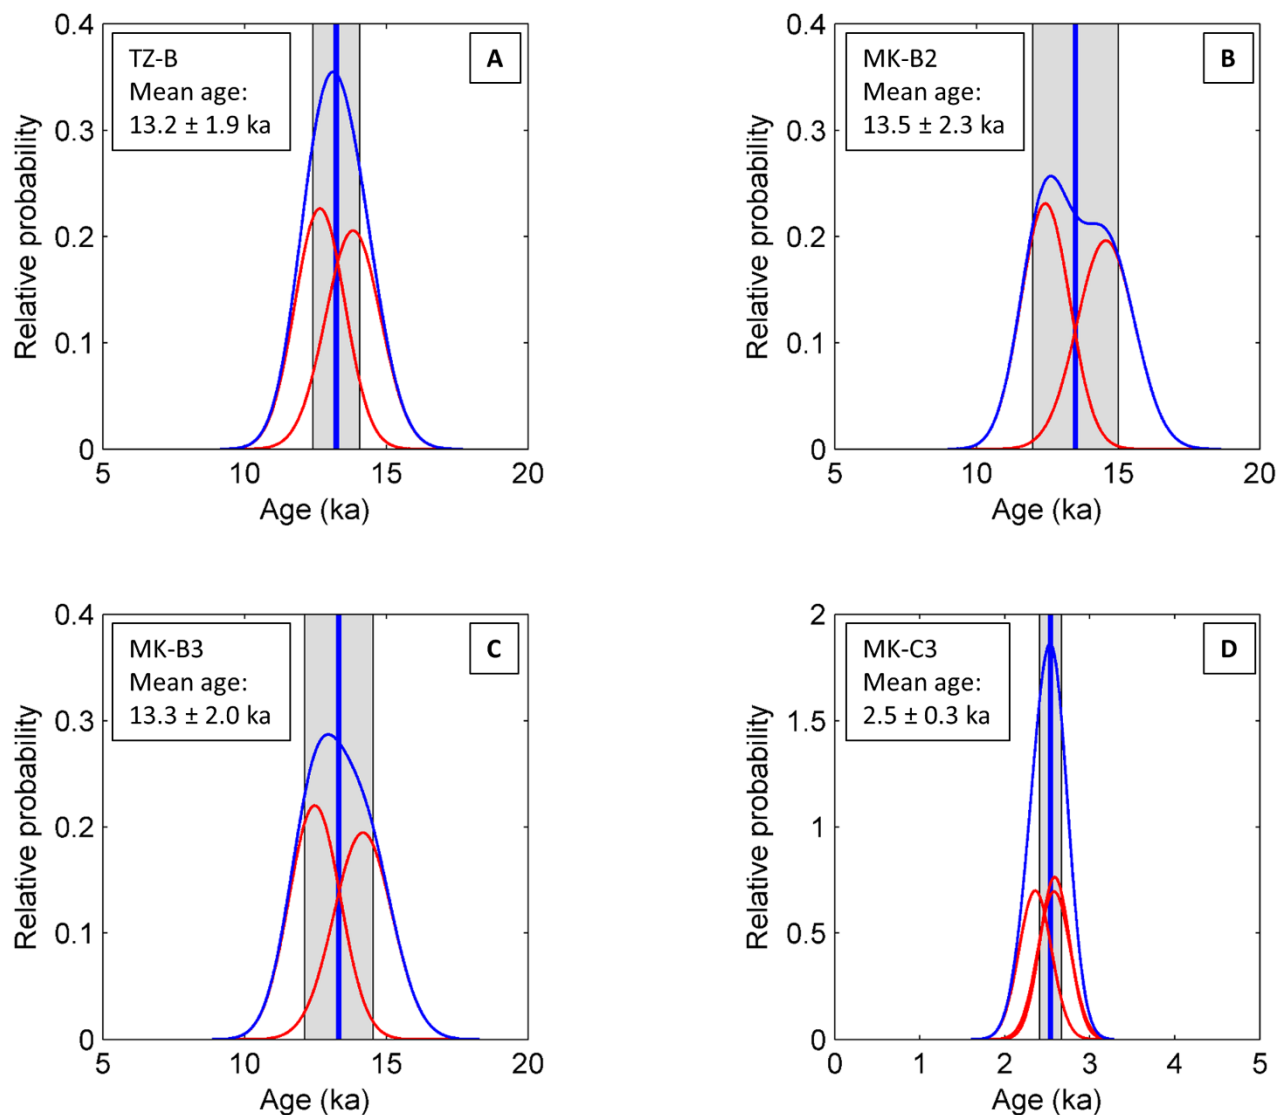 0.4
0.3
0.2
0.1
0
Relative probability
TZ-B
Mean age:
13.2 ± 1.9 ka
A
5
10
15
20
Age (ka)
0.4
0.3
0.2
0.1
0
Relative probability
MK-B2
Mean age:
13.5 ± 2.3 ka
B
5
10
15
20
Age (ka)
0.4
0.3
0.2
0.1
0
Relative probability
MK-B3
Mean age:
13.3 ± 2.0 ka
C
5
10
15
20
Age (ka)
2
1.5
1
0.5
0
Relative probability
MK-C3
Mean age:
2.5 ± 0.3 ka
D
0
1
2
3
4
5
Age (ka)